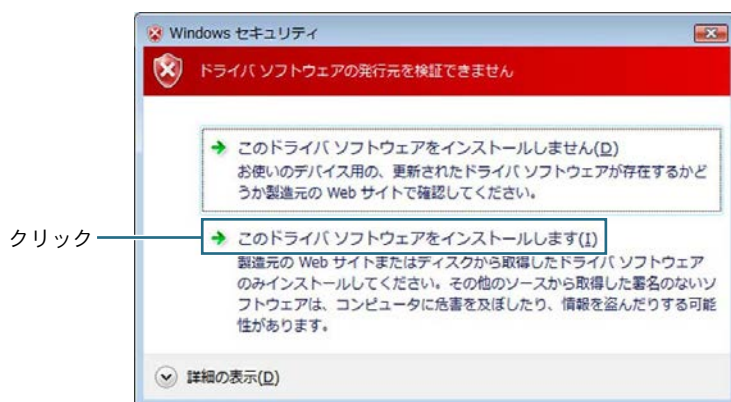 Windows セキュリティ
ドライバ ソフトウェアの発行元を検証できません
このドライバ ソフトウェアをインストールしません(D)
お使いのデバイス用の、更新されたドライバ ソフトウェアが存在するかど
うか製造元の Web サイトで確認してください。
クリック
このドライバ ソフトウェアをインストールします(I)
製造元の Web サイトまたはディスクから取得したドライバ ソフトウェア
のみインストールしてください。その他のソースから取得した署名のないソ
フトウェアは、コンピュータに危害を及ぼしたり、情報を盗んだりする可能
性があります。
詳細の表示(D)